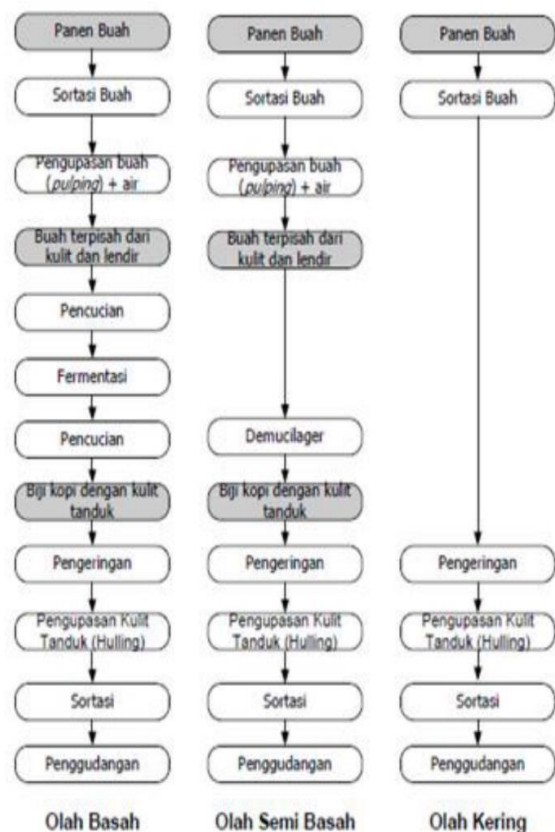 Panen Buah
Sortasi Buah
Pengupasan buah
(pulping) + air
Buah terpisah dari
kulit dan lendir
Pencucian
Fermentasi
Pencucian
Biji kopi dengan kulit
tanduk
Pengeringan
Pengupasan Kulit
Tanduk (Hulling)
Sortasi
Penggudangan
Olah Basah
Panen Buah
Sortasi Buah
Pengupasan buah
(pulping) + air
Buah terpisah dari
kulit dan lendir
Demucilager
Biji kopi dengan kulit
tanduk
Pengeringan
Pengupasan Kulit
Tanduk (Hulling)
Sortasi
Penggudangan
Olah Semi Basah
Panen Buah
Sortasi Buah
Pengeringan
Pengupasan Kulit
Tanduk (Hulling)
Sortasi
Penggudangan
Olah Kering